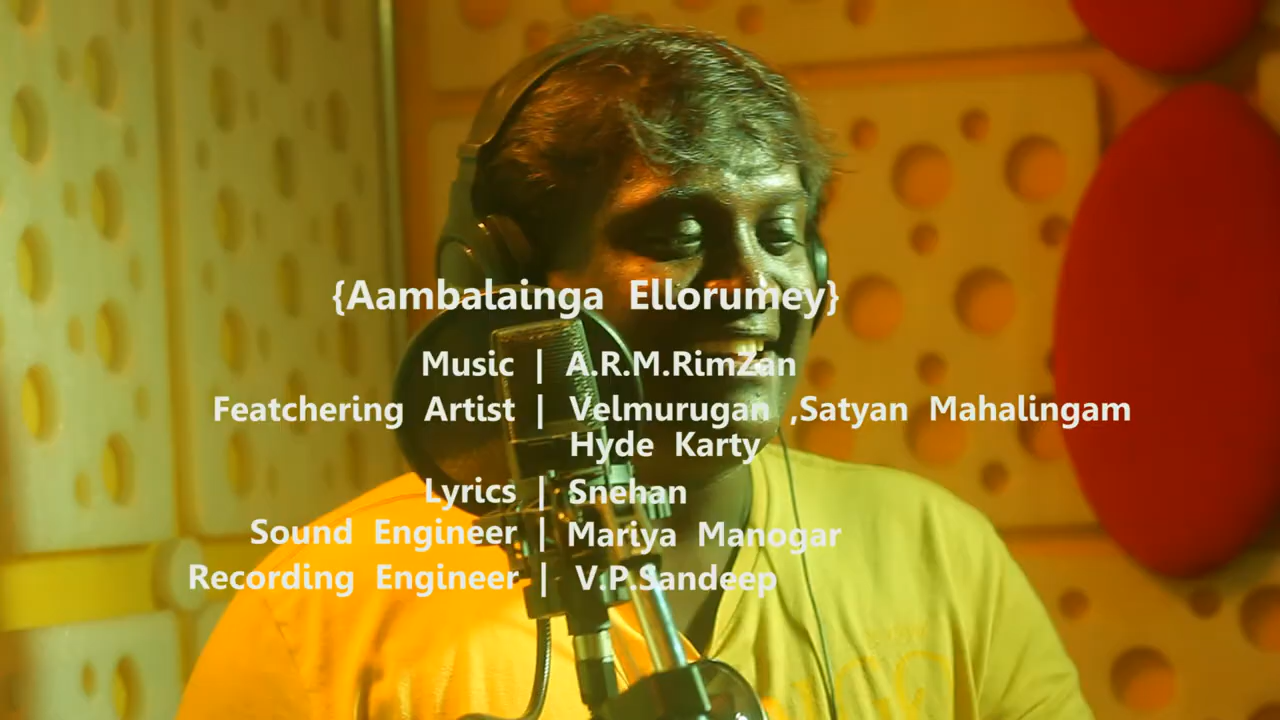 {Aambalainga Ellorumey}
Music | A.R.M.RimZan
Featchering Artist | Velmurugan ,Satyan Mahalingam
Hyde Karty
Lyrics | Snehan
Sound Engineer | Mariya Manogar
Recording Engineer | V.P.Sandeep